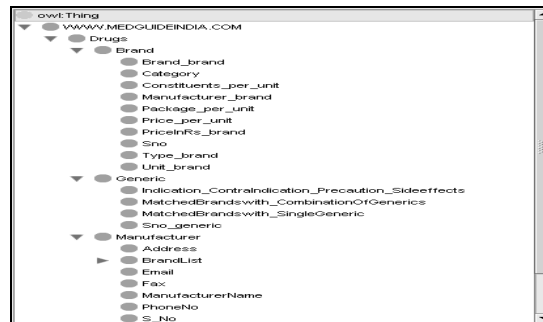 owl:Thing
WWW.MEDGUIDEINDIA.COM
Drugs
Brand
Brand_brand
Category
Constituents_per_unit
Manufacturer_brand
Package_per_unit
Price_per_unit
PriceInRs_brand
Sno
Type_brand
Unit_brand
Generic
Indication_ContraIndication_Precaution_Sideeffects
MatchedBrandswith_CombinationOfGenerics
MatchedBrandswith_SingleGeneric
Sno_generic
Manufacturer
Address
BrandList
Email
Fax
ManufacturerName
PhoneNo
S_No